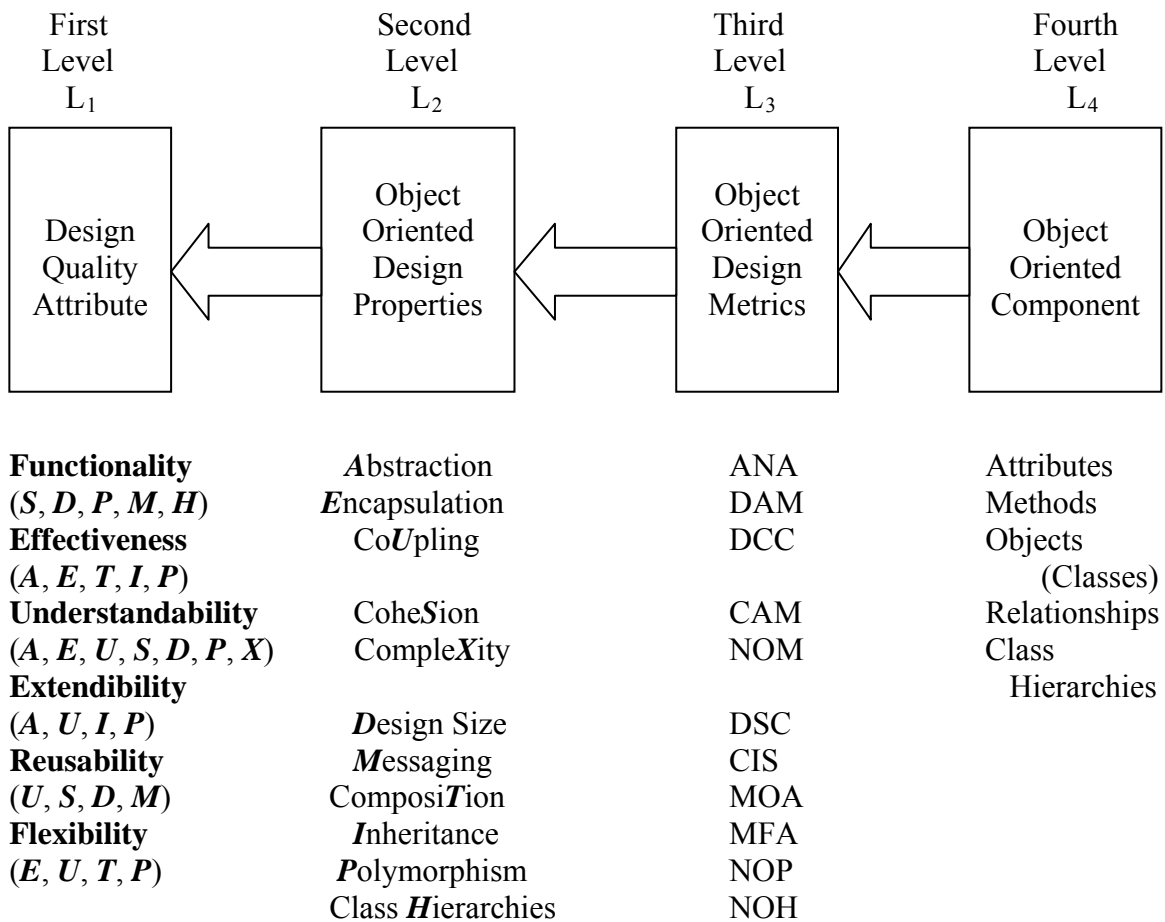 First Second Third Fourth
Level Level Level Level
L1 L2 L3 L4
Design
Quality
Attribute
Object
Oriented
Design
Properties
Object
Oriented
Design
Metrics
Object
Oriented
Component
Functionality Abstraction ANA Attributes
(S, D, P, M, H) Encapsulation DAM Methods
Effectiveness CoUpling DCC Objects
(A, E, T, I, P) (Classes)
Understandability CoheSion CAM Relationships
(A, E, U, S, D, P, X) CompleXity NOM Class
Extendibility Hierarchies
(A, U, I, P) Design Size DSC
Reusability Messaging CIS
(U, S, D, M) ComposiTion MOA
Flexibility Inheritance MFA
(E, U, T, P) Polymorphism NOP
Class Hierarchies NOH